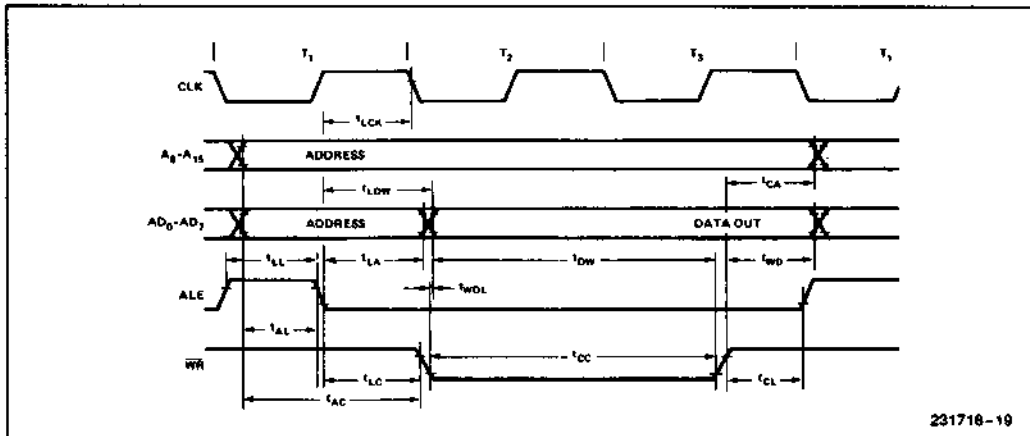 T₁ T₂ T₃ T₁
CLK
tLCK
A₈-A₁₅ ADDRESS
tLDW tCA
AD₀-AD₇ ADDRESS DATA OUT
tLL tLA tDW tWD
ALE tWDL
tAL
WR tCC
tLC tCL
tAC
231718-19